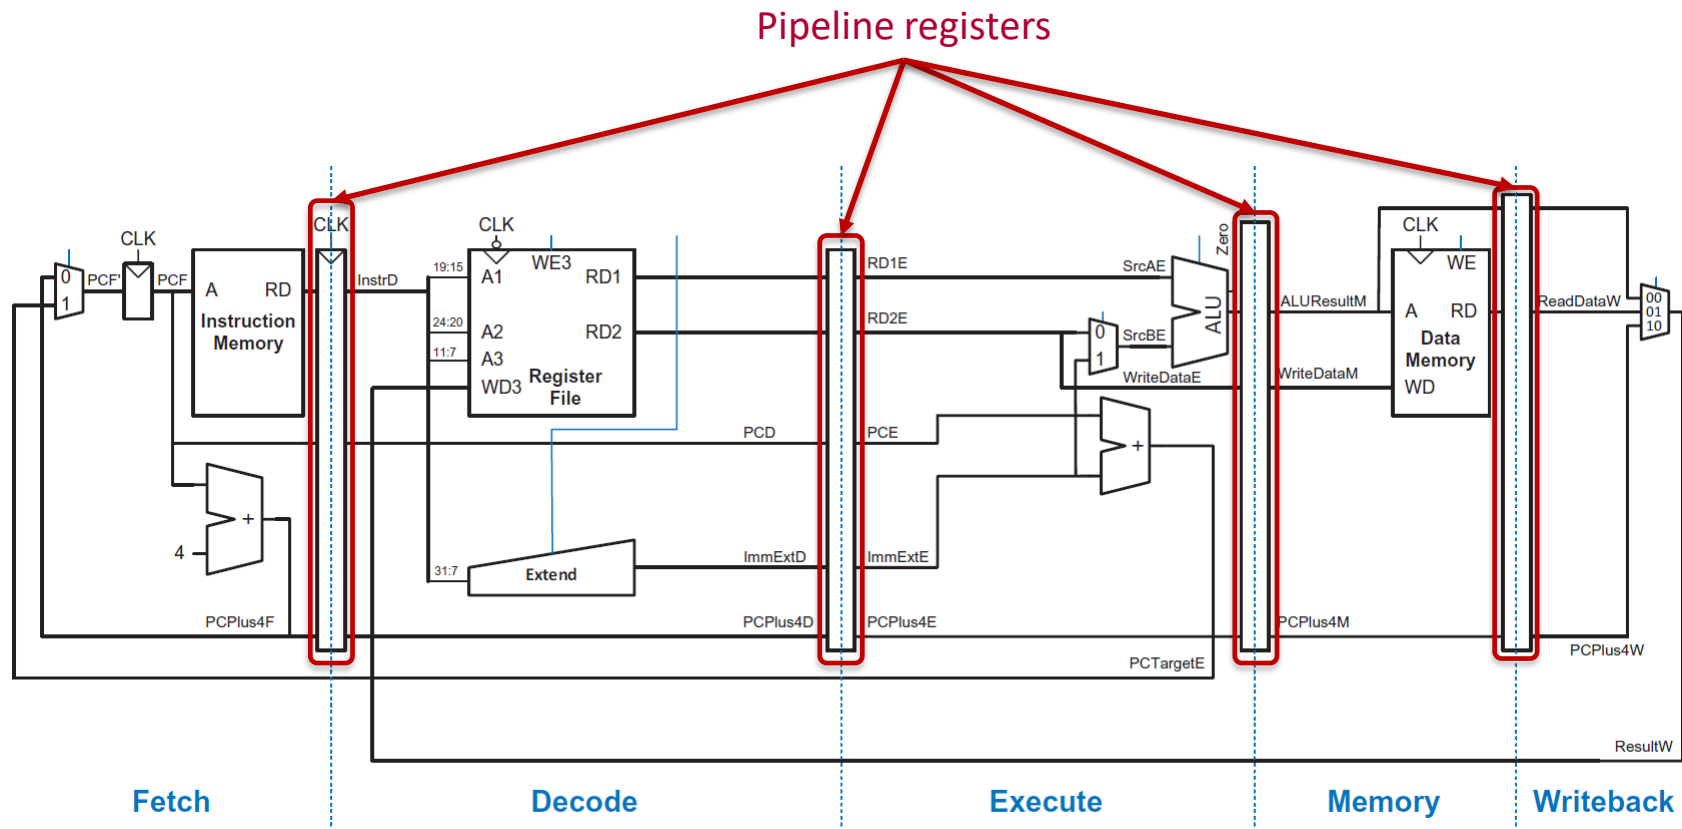 Pipeline registers
CLK
CLK
CLK
CLK
Zero
0
1
PCF'
PCF
A RD
Instruction
Memory
InstrD
19:15
A1
WE3
RD1
24:20
A2
RD2
11:7
A3
WD3
Register
File
RD1E
RD2E
SrcAE
0
1
SrcBE
ALU
WriteDataE
ALUResultM
WriteDataM
WE
A RD
Data
Memory
WD
ReadDataW
00
01
10
PCD
PCE
+
4
+
31:7
Extend
ImmExtD
ImmExtE
PCPlus4F
PCPlus4D
PCPlus4E
PCPlus4M
PCPlus4W
PCTargetE
ResultW
Fetch
Decode
Execute
Memory
Writeback